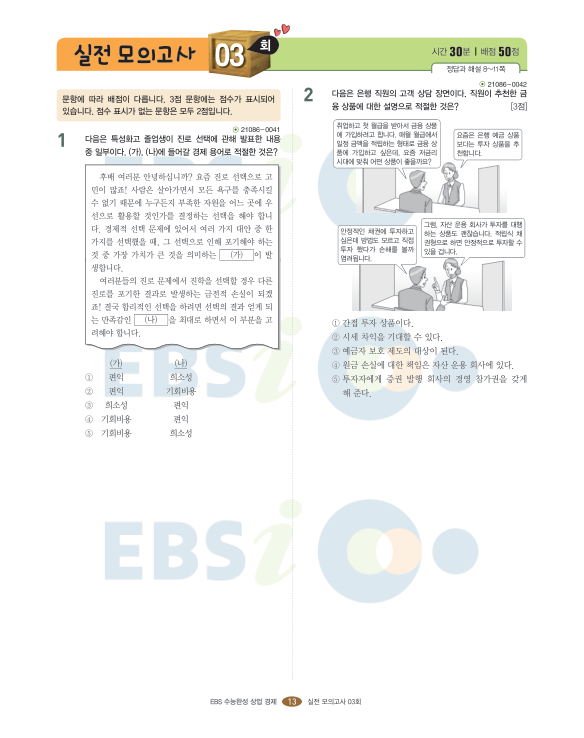 실전 모의고사 03 회
시간 30분 | 배점 50점
정답과 해설 8~11쪽
문항에 따라 배점이 다릅니다. 3점 문항에는 점수가 표시되어
있습니다. 점수 표시가 없는 문항은 모두 2점입니다.
21086-0041
1 다음은 특성화고 졸업생이 진로 선택에 관해 발표한 내용
중 일부이다. (가), (나)에 들어갈 경제 용어로 적절한 것은?
후배 여러분 안녕하십니까? 요즘 진로 선택으로 고
민이 많죠! 사람은 살아가면서 모든 욕구를 충족시킬
수 없기 때문에 누구든지 부족한 자원을 어느 곳에 우
선으로 활용할 것인가를 결정하는 선택을 해야 합니
다. 경제적 선택 문제에 있어서 여러 가지 대안 중 한
가지를 선택했을 때, 그 선택으로 인해 포기해야 하는
것 중 가장 가치가 큰 것을 의미하는 (가) 이 발
생합니다.
여러분들의 진로 문제에서 진학을 선택할 경우 다른
진로를 포기한 결과로 발생하는 금전적 손실이 되겠
죠! 결국 합리적인 선택을 하려면 선택의 결과 얻게 되
는 만족감인 (나) 을 최대로 하면서 이 부분을 고
려해야 합니다.
(가) (나)
① 편익 희소성
② 편익 기회비용
③ 희소성 편익
④ 기회비용 편익
⑤ 기회비용 희소성
21086-0042
2 다음은 은행 직원의 고객 상담 장면이다. 직원이 추천한 금
융 상품에 대한 설명으로 적절한 것은? [3점]
취업하고 첫 월급을 받아서 금융 상품
에 가입하려고 합니다. 매월 월급에서
일정 금액을 적립하는 형태로 금융 상
품에 가입하고 싶은데, 요즘 저금리
시대에 맞춰 어떤 상품이 좋을까요?
요즘은 은행 예금 상품
보다는 투자 상품을 추
천합니다.
안정적인 채권에 투자하고
싶은데 방법도 모르고 직접
투자 했다가 손해를 볼까
염려됩니다.
그럼, 자산 운용 회사가 투자를 대행
하는 상품도 괜찮습니다. 적립식 채
권형으로 하면 안정적으로 투자할 수
있을 겁니다.
① 간접 투자 상품이다.
② 시세 차익을 기대할 수 있다.
③ 예금자 보호 제도의 대상이 된다.
④ 원금 손실에 대한 책임은 자산 운용 회사에 있다.
⑤ 투자자에게 증권 발행 회사의 경영 참가권을 갖게
해 준다.
EBSi
EBSi
EBS 수능완성 상업 경제 13 실전 모의고사 03회